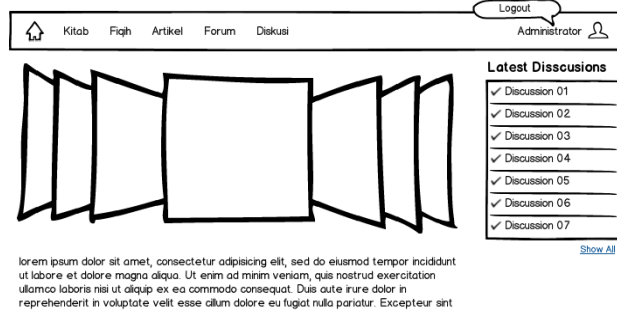 Logout
Kitab Fiqih Artikel Forum Diskusi Administrator
Latest Disscusions
Discussion 01
Discussion 02
Discussion 03
Discussion 04
Discussion 05
Discussion 06
Discussion 07
Show All
lorem ipsum dolor sit amet, consectetur adipisicing elit, sed do eiusmod tempor incididunt
ut labore et dolore magna aliqua. Ut enim ad minim veniam, quis nostrud exercitation
ullamco laboris nisi ut aliquip ex ea commodo consequat. Duis aute irure dolor in
reprehenderit in voluptate velit esse cillum dolore eu fugiat nulla pariatur. Excepteur sint